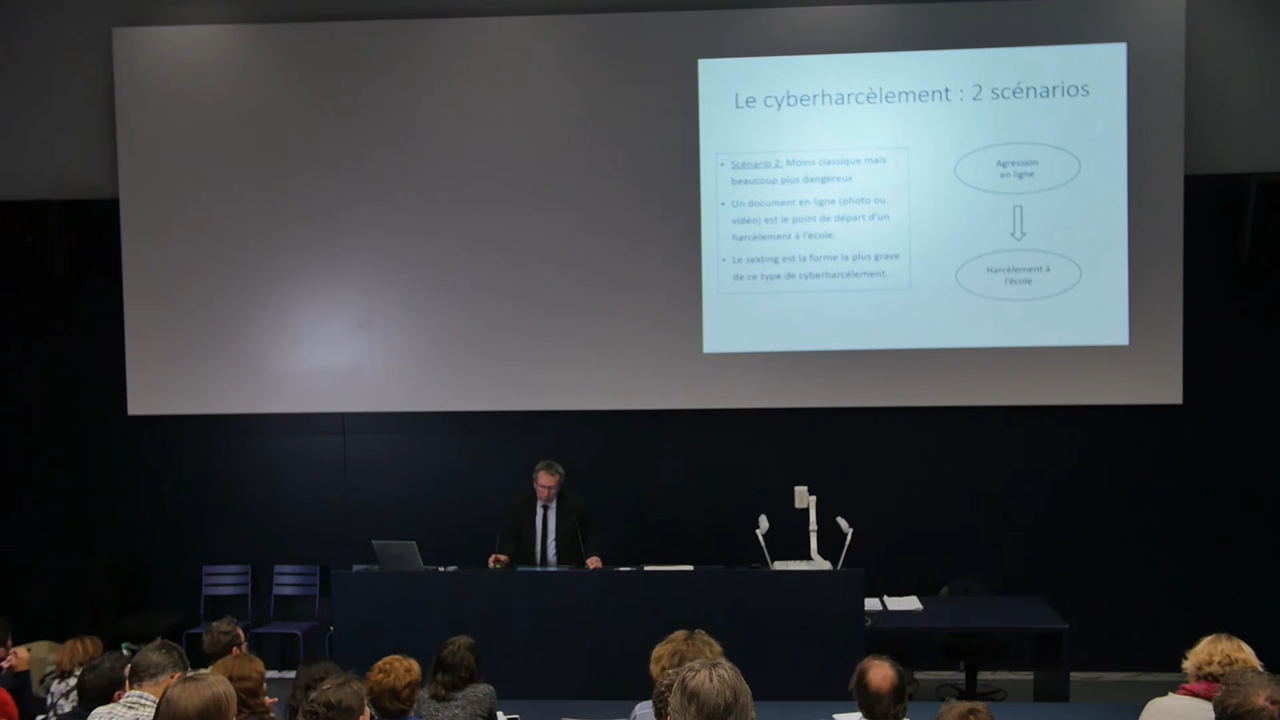 Le cyberharcèlement : 2 scénarios
• Scénario 2: Moins classique mais
beaucoup plus dangereux
• Un document en ligne (photo ou
vidéo) est le point de départ d'un
harcèlement à l'école.
• Le sexting est la forme la plus grave
de ce type de cyberharcèlement.
Agression
en ligne
Harcèlement à
l'école